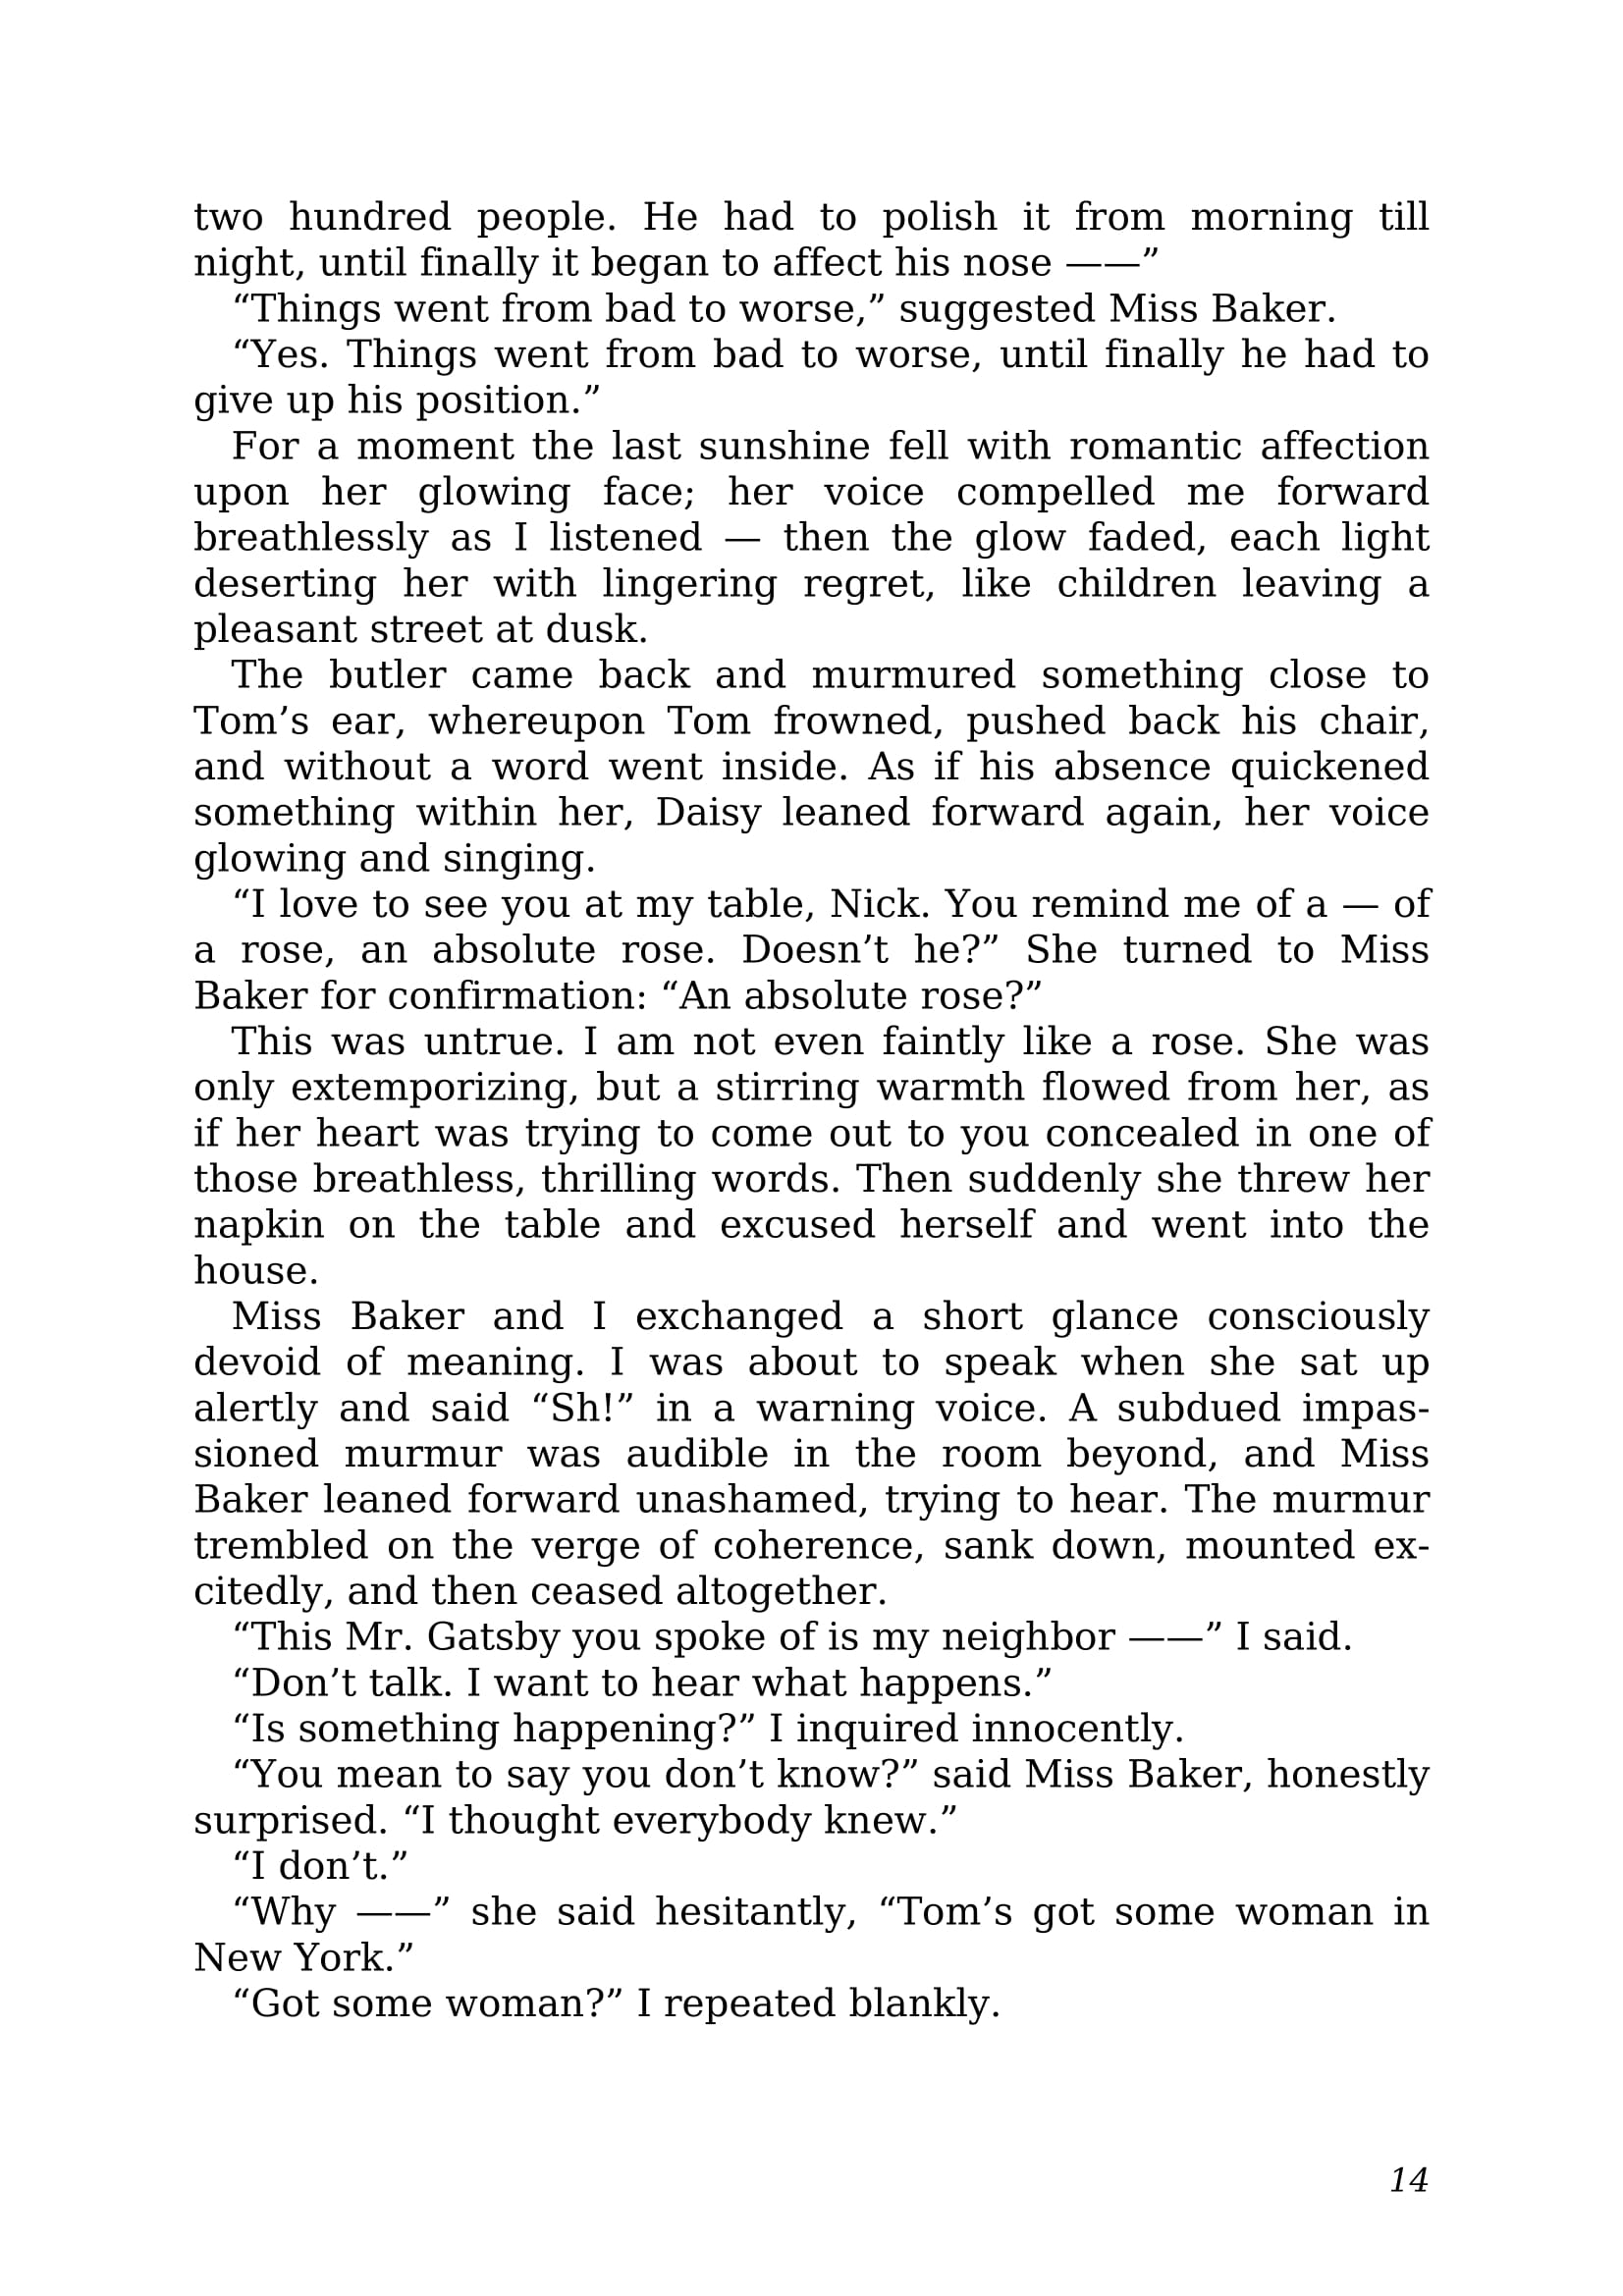 two hundred people. He had to polish it from morning till
night, until finally it began to affect his nose ——”
“Things went from bad to worse,” suggested Miss Baker.
“Yes. Things went from bad to worse, until finally he had to
give up his position.”
For a moment the last sunshine fell with romantic affection
upon her glowing face; her voice compelled me forward
breathlessly as I listened — then the glow faded, each light
deserting her with lingering regret, like children leaving a
pleasant street at dusk.
The butler came back and murmured something close to
Tom’s ear, whereupon Tom frowned, pushed back his chair,
and without a word went inside. As if his absence quickened
something within her, Daisy leaned forward again, her voice
glowing and singing.
“I love to see you at my table, Nick. You remind me of a — of
a rose, an absolute rose. Doesn’t he?” She turned to Miss
Baker for confirmation: “An absolute rose?”
This was untrue. I am not even faintly like a rose. She was
only extemporizing, but a stirring warmth flowed from her, as
if her heart was trying to come out to you concealed in one of
those breathless, thrilling words. Then suddenly she threw her
napkin on the table and excused herself and went into the
house.
Miss Baker and I exchanged a short glance consciously
devoid of meaning. I was about to speak when she sat up
alertly and said “Sh!” in a warning voice. A subdued impas-
sioned murmur was audible in the room beyond, and Miss
Baker leaned forward unashamed, trying to hear. The murmur
trembled on the verge of coherence, sank down, mounted ex-
citedly, and then ceased altogether.
“This Mr. Gatsby you spoke of is my neighbor ——” I said.
“Don’t talk. I want to hear what happens.”
“Is something happening?” I inquired innocently.
“You mean to say you don’t know?” said Miss Baker, honestly
surprised. “I thought everybody knew.”
“I don’t.”
“Why ——” she said hesitantly, “Tom’s got some woman in
New York.”
“Got some woman?” I repeated blankly.
14